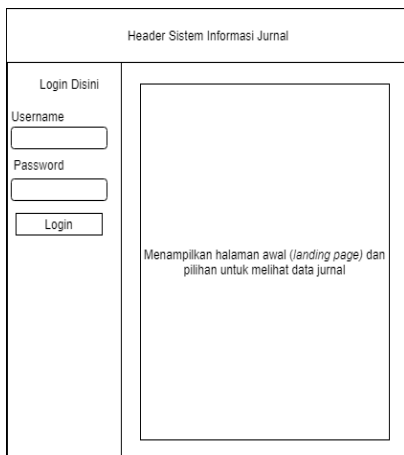 Header Sistem Informasi Jurnal
Login Disini
Username
Password
Login
Menampilkan halaman awal (landing page) dan
pilihan untuk melihat data jurnal